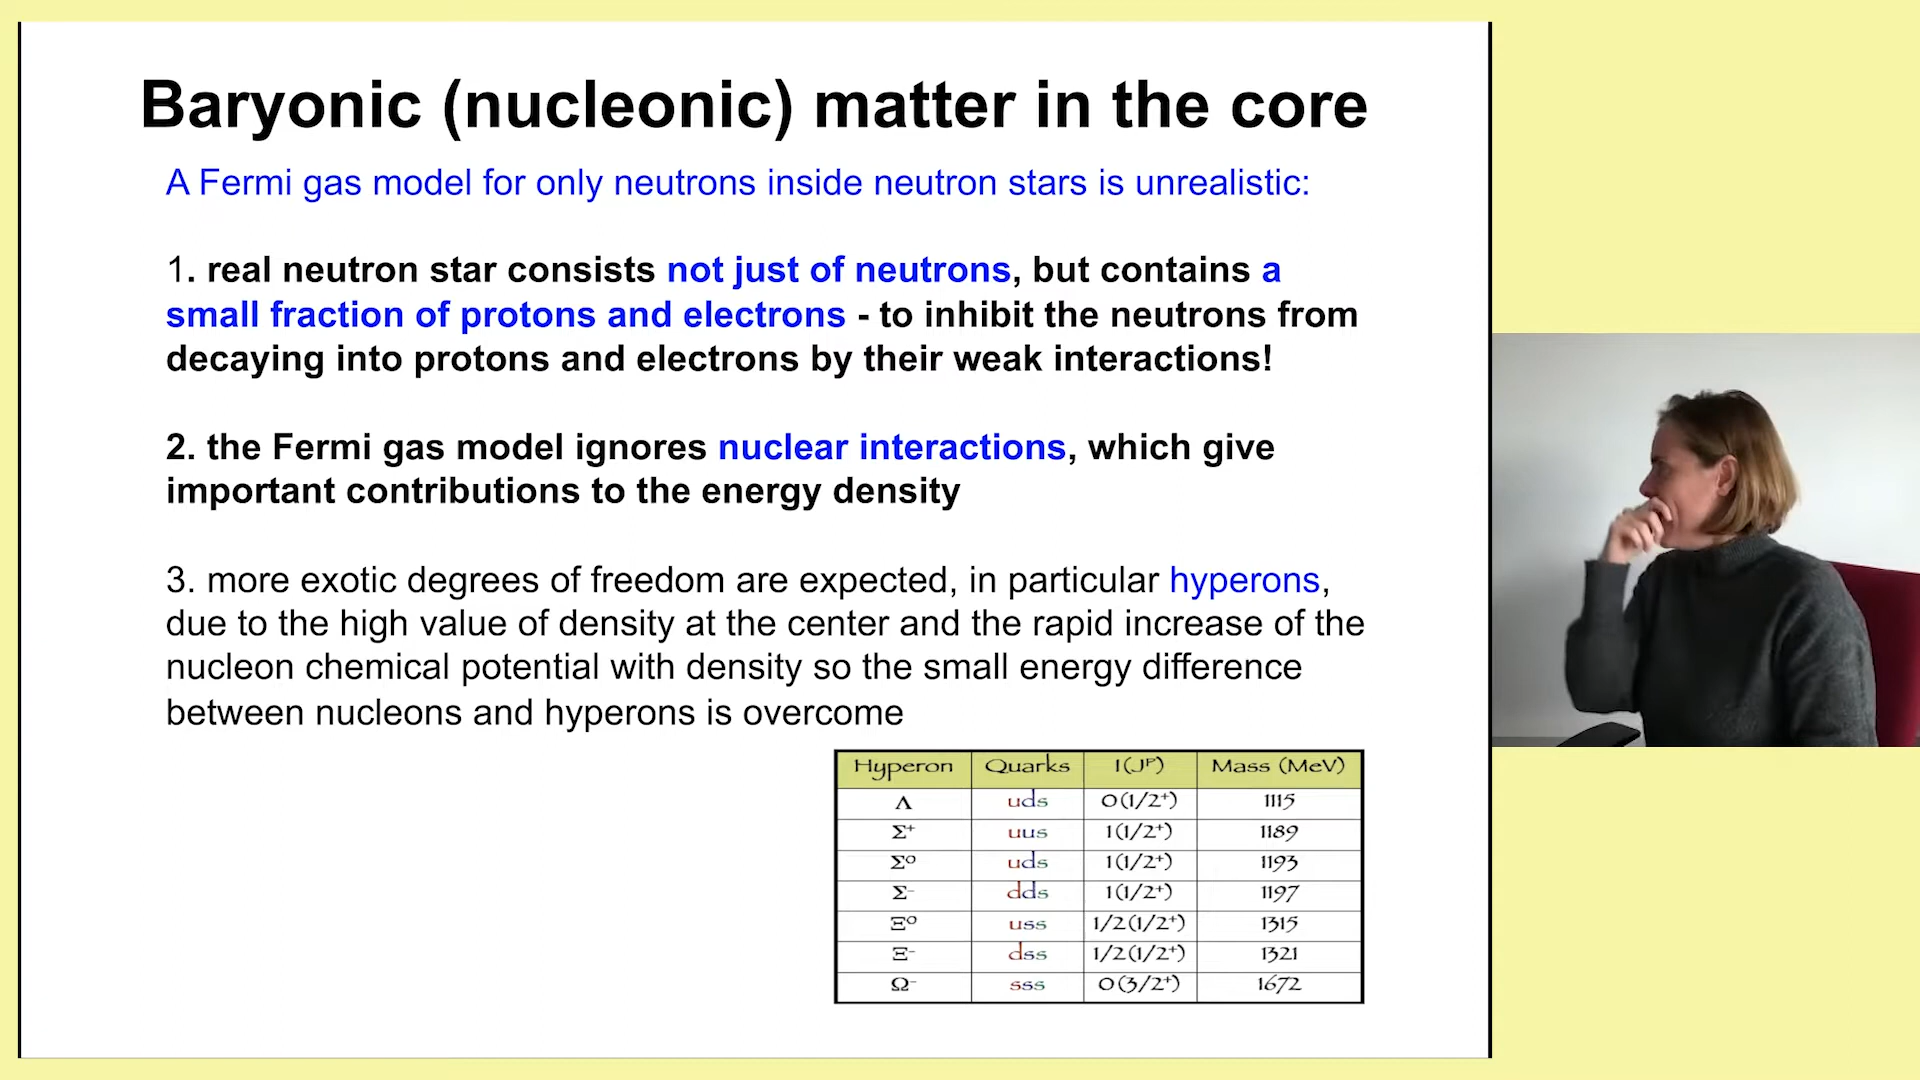 Baryonic (nucleonic) matter in the core
A Fermi gas model for only neutrons inside neutron stars is unrealistic:
1. real neutron star consists not just of neutrons, but contains a
small fraction of protons and electrons - to inhibit the neutrons from
decaying into protons and electrons by their weak interactions!
2. the Fermi gas model ignores nuclear interactions, which give
important contributions to the energy density
3. more exotic degrees of freedom are expected, in particular hyperons,
due to the high value of density at the center and the rapid increase of the
nucleon chemical potential with density so the small energy difference
between nucleons and hyperons is overcome
Hyperon Quarks I(Jᴾ) Mass (MeV)
Λ uds 0(1/2⁺) 1115
Σ⁺ uus 1(1/2⁺) 1189
Σ⁰ uds 1(1/2⁺) 1193
Σ⁻ dds 1(1/2⁺) 1197
Ξ⁰ uss 1/2(1/2⁺) 1315
Ξ⁻ dss 1/2(1/2⁺) 1321
Ω⁻ sss 0(3/2⁺) 1672